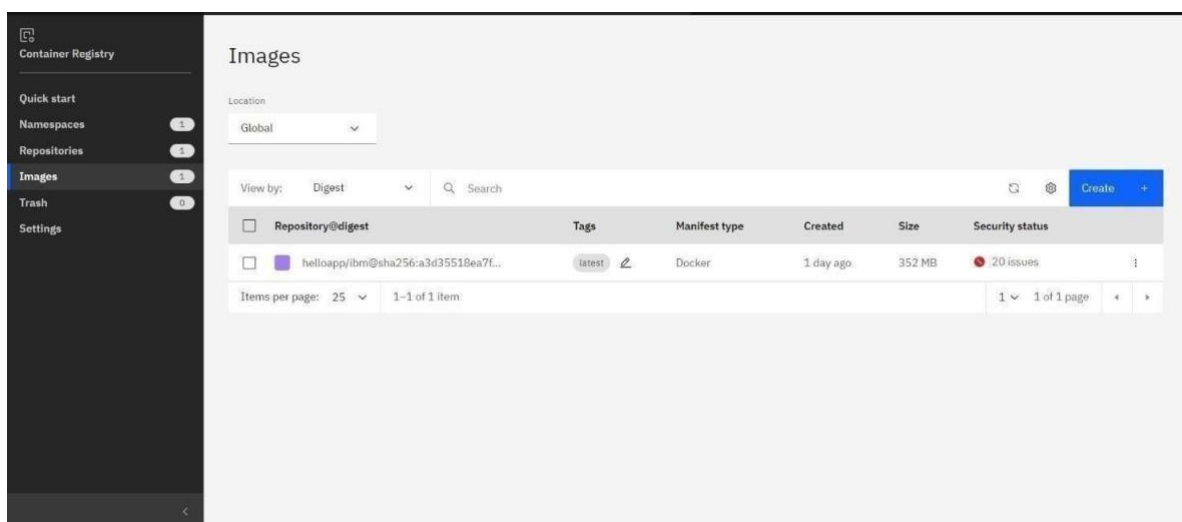 Container Registry
Quick start
Namespaces 1
Repositories 1
Images 1
Trash 0
Settings
Images
Location
Global
View by: Digest Search Create +
Repository@digest Tags Manifest type Created Size Security status
helloapp/ibm@sha256:a3d35518ea7f... latest Docker 1 day ago 352 MB 20 issues
Items per page: 25 1–1 of 1 item 1 1 of 1 page